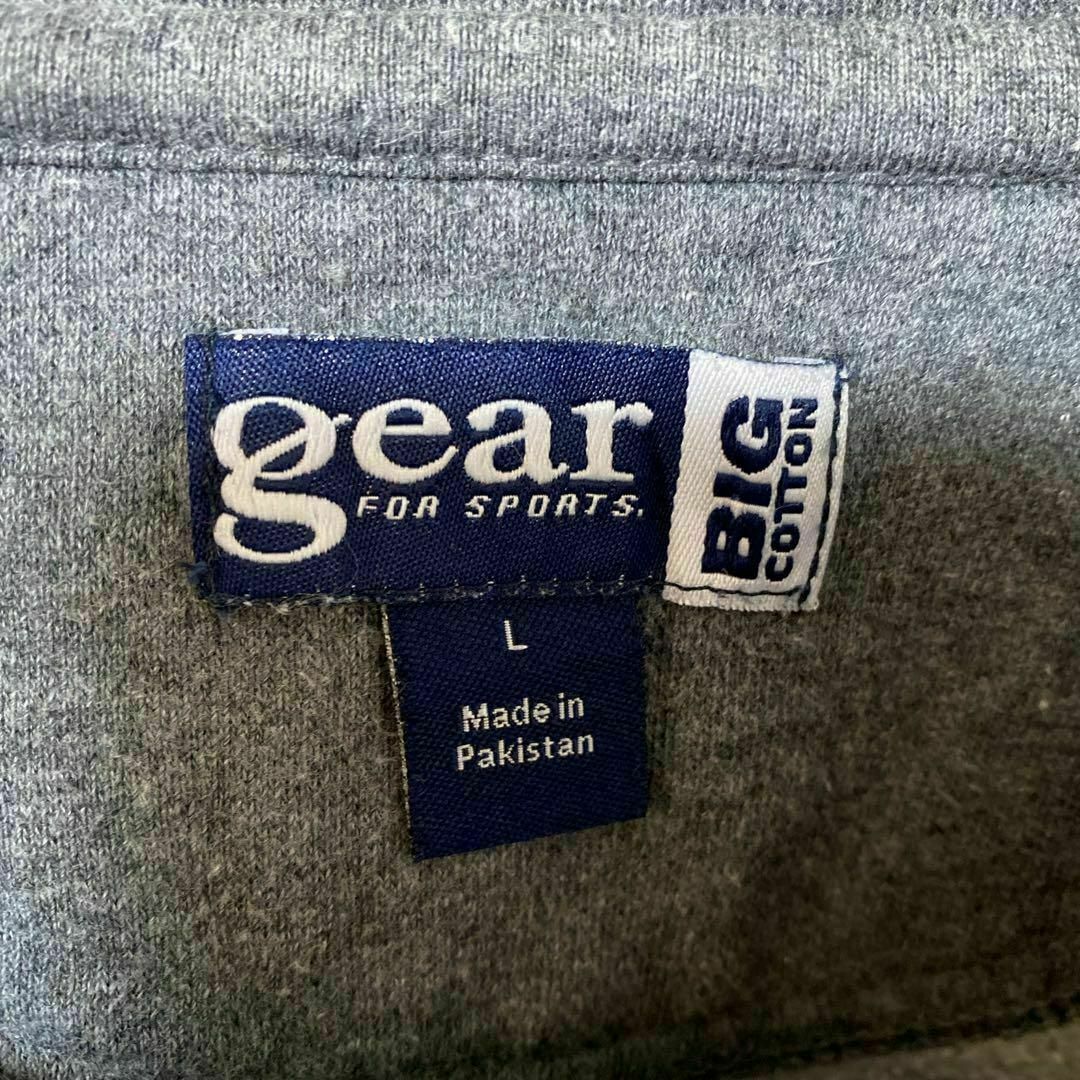 gear
FOR SPORTS.
BIG
COTTON
L
Made in
Pakistan